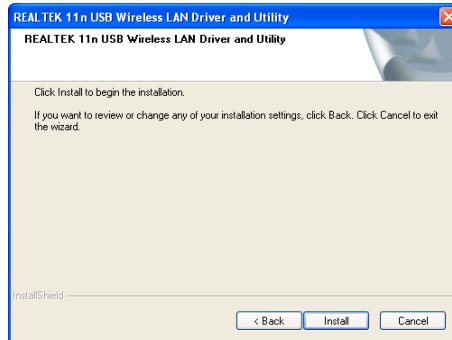 REALTEK 11n USB Wireless LAN Driver and Utility
REALTEK 11n USB Wireless LAN Driver and Utility
Click Install to begin the installation.
If you want to review or change any of your installation settings, click Back. Click Cancel to exit
the wizard.
InstallShield
< Back Install Cancel